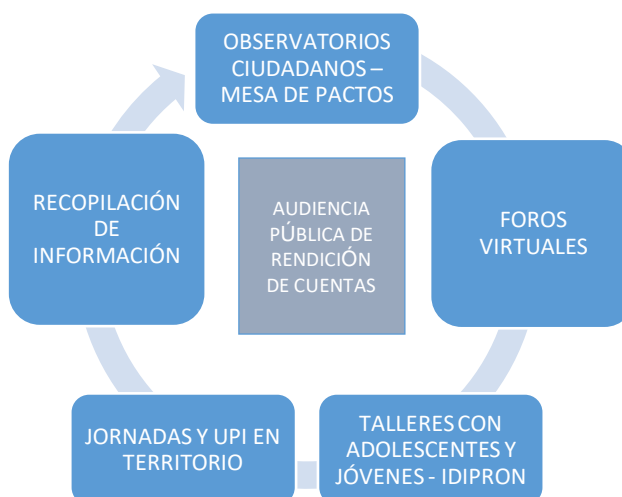 OBSERVATORIOS
CIUDADANOS –
MESA DE PACTOS
FOROS
VIRTUALES
TALLERES CON
ADOLESCENTES Y
JÓVENES - IDIPRON
JORNADAS Y UPI EN
TERRITORIO
RECOPILACIÓN
DE
INFORMACIÓN
AUDIENCIA
PÚBLICA DE
RENDICIÓN
DE CUENTAS